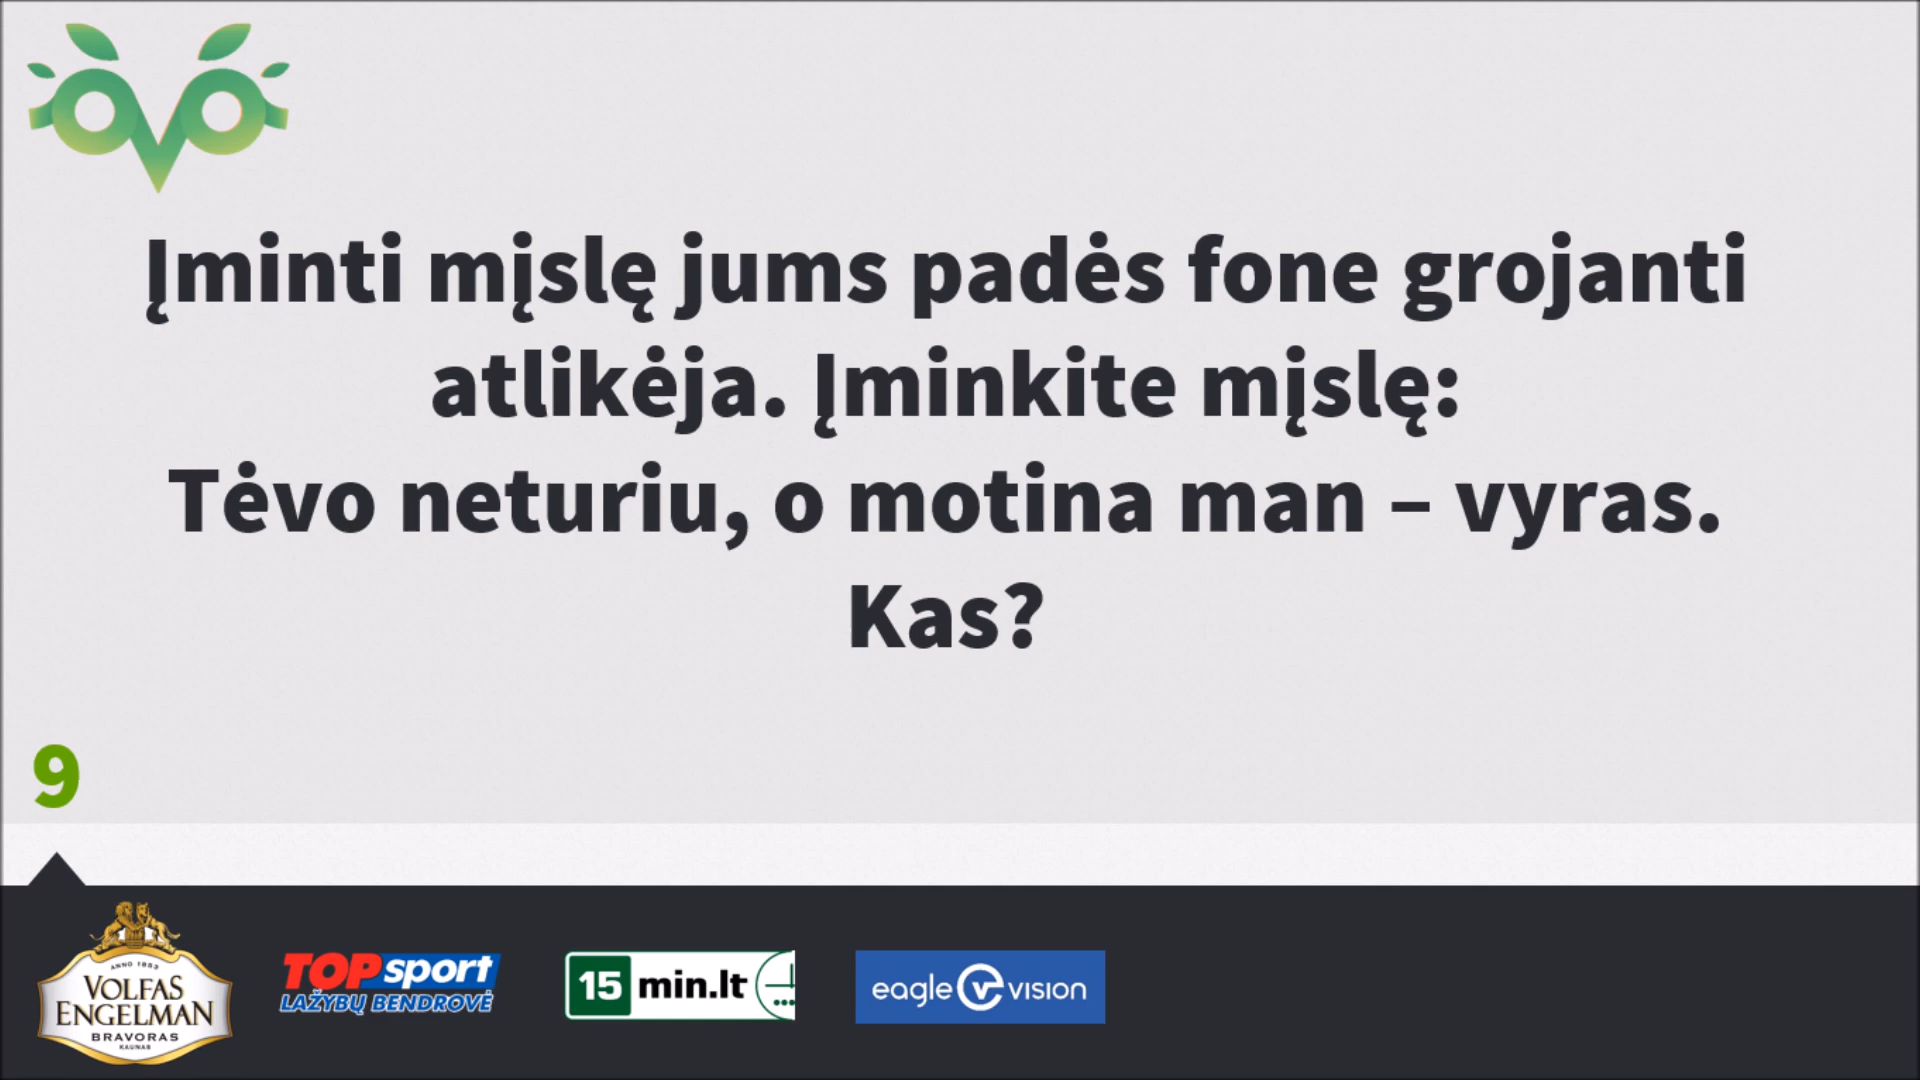 OVO
Įminti mįslę jums padės fone grojanti
atlikėja. Įminkite mįslę:
Tėvo neturiu, o motina man – vyras.
Kas?
9
ANNO 1853
VOLFAS
ENGELMAN
BRAVORAS
KAUNAS
TOPsport
LAŽYBŲ BENDROVĖ
15min.lt
eagle vision